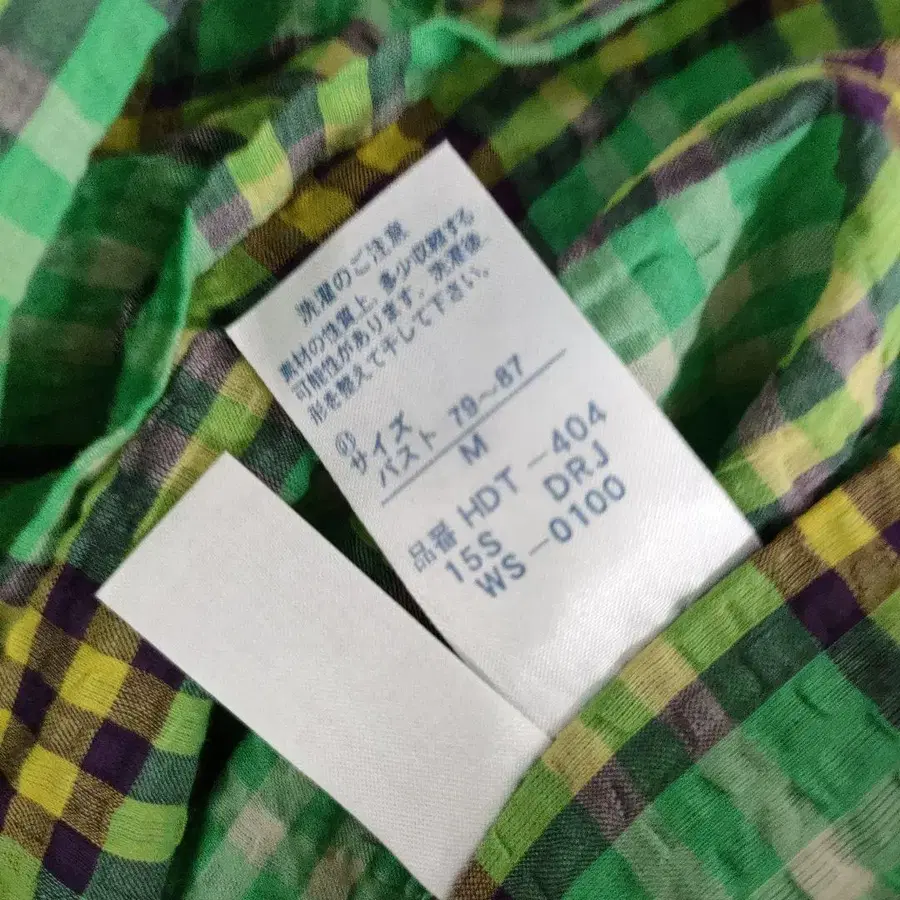 洗濯のご注意
素材の性質上、多少収縮する
可能性があります。洗濯後、
形を整えて干して下さい。
サイズ
バスト 79〜87
M
品番 HDT-404
15S DRJ
WS-0100